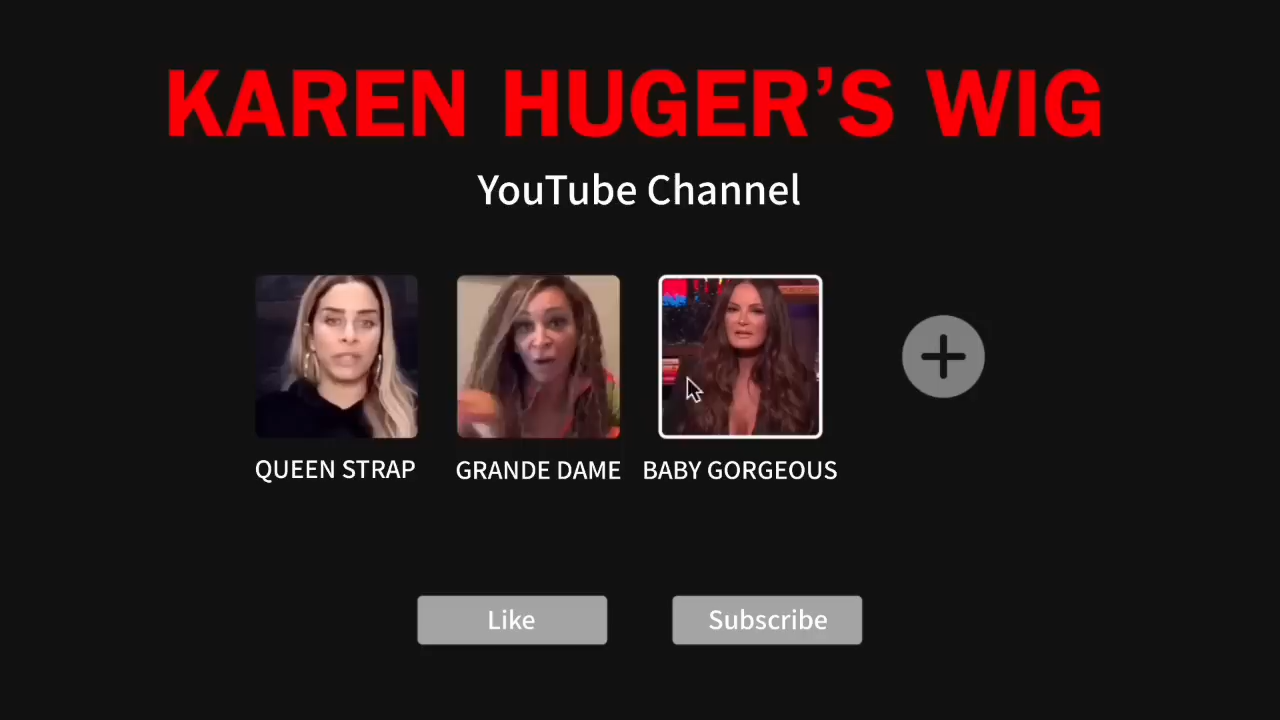 KAREN HUGER’S WIG
YouTube Channel
QUEEN STRAP GRANDE DAME BABY GORGEOUS
Like Subscribe